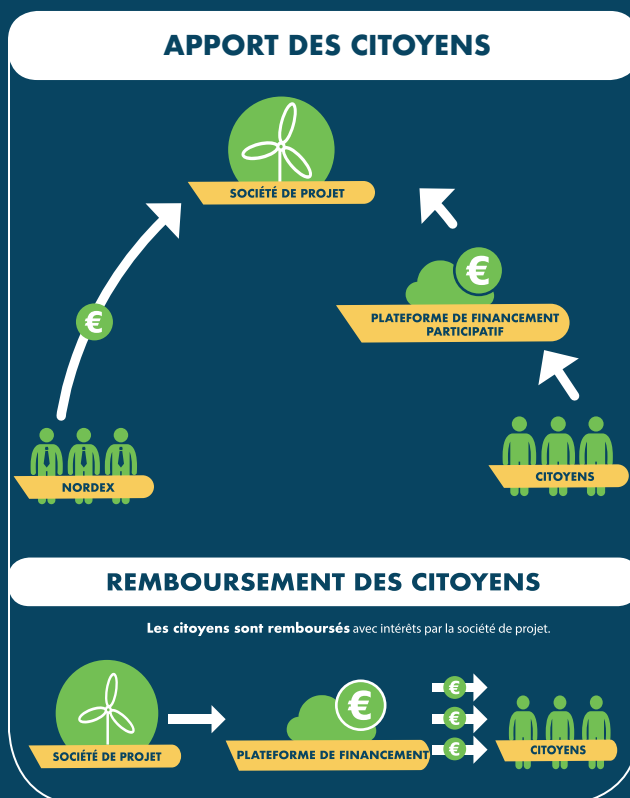 APPORT DES CITOYENS
SOCIÉTÉ DE PROJET
€
€
PLATEFORME DE FINANCEMENT
PARTICIPATIF
NORDEX
CITOYENS
REMBOURSEMENT DES CITOYENS
Les citoyens sont remboursés avec intérêts par la société de projet.
€
€
€
€
SOCIÉTÉ DE PROJET
PLATEFORME DE FINANCEMENT
CITOYENS